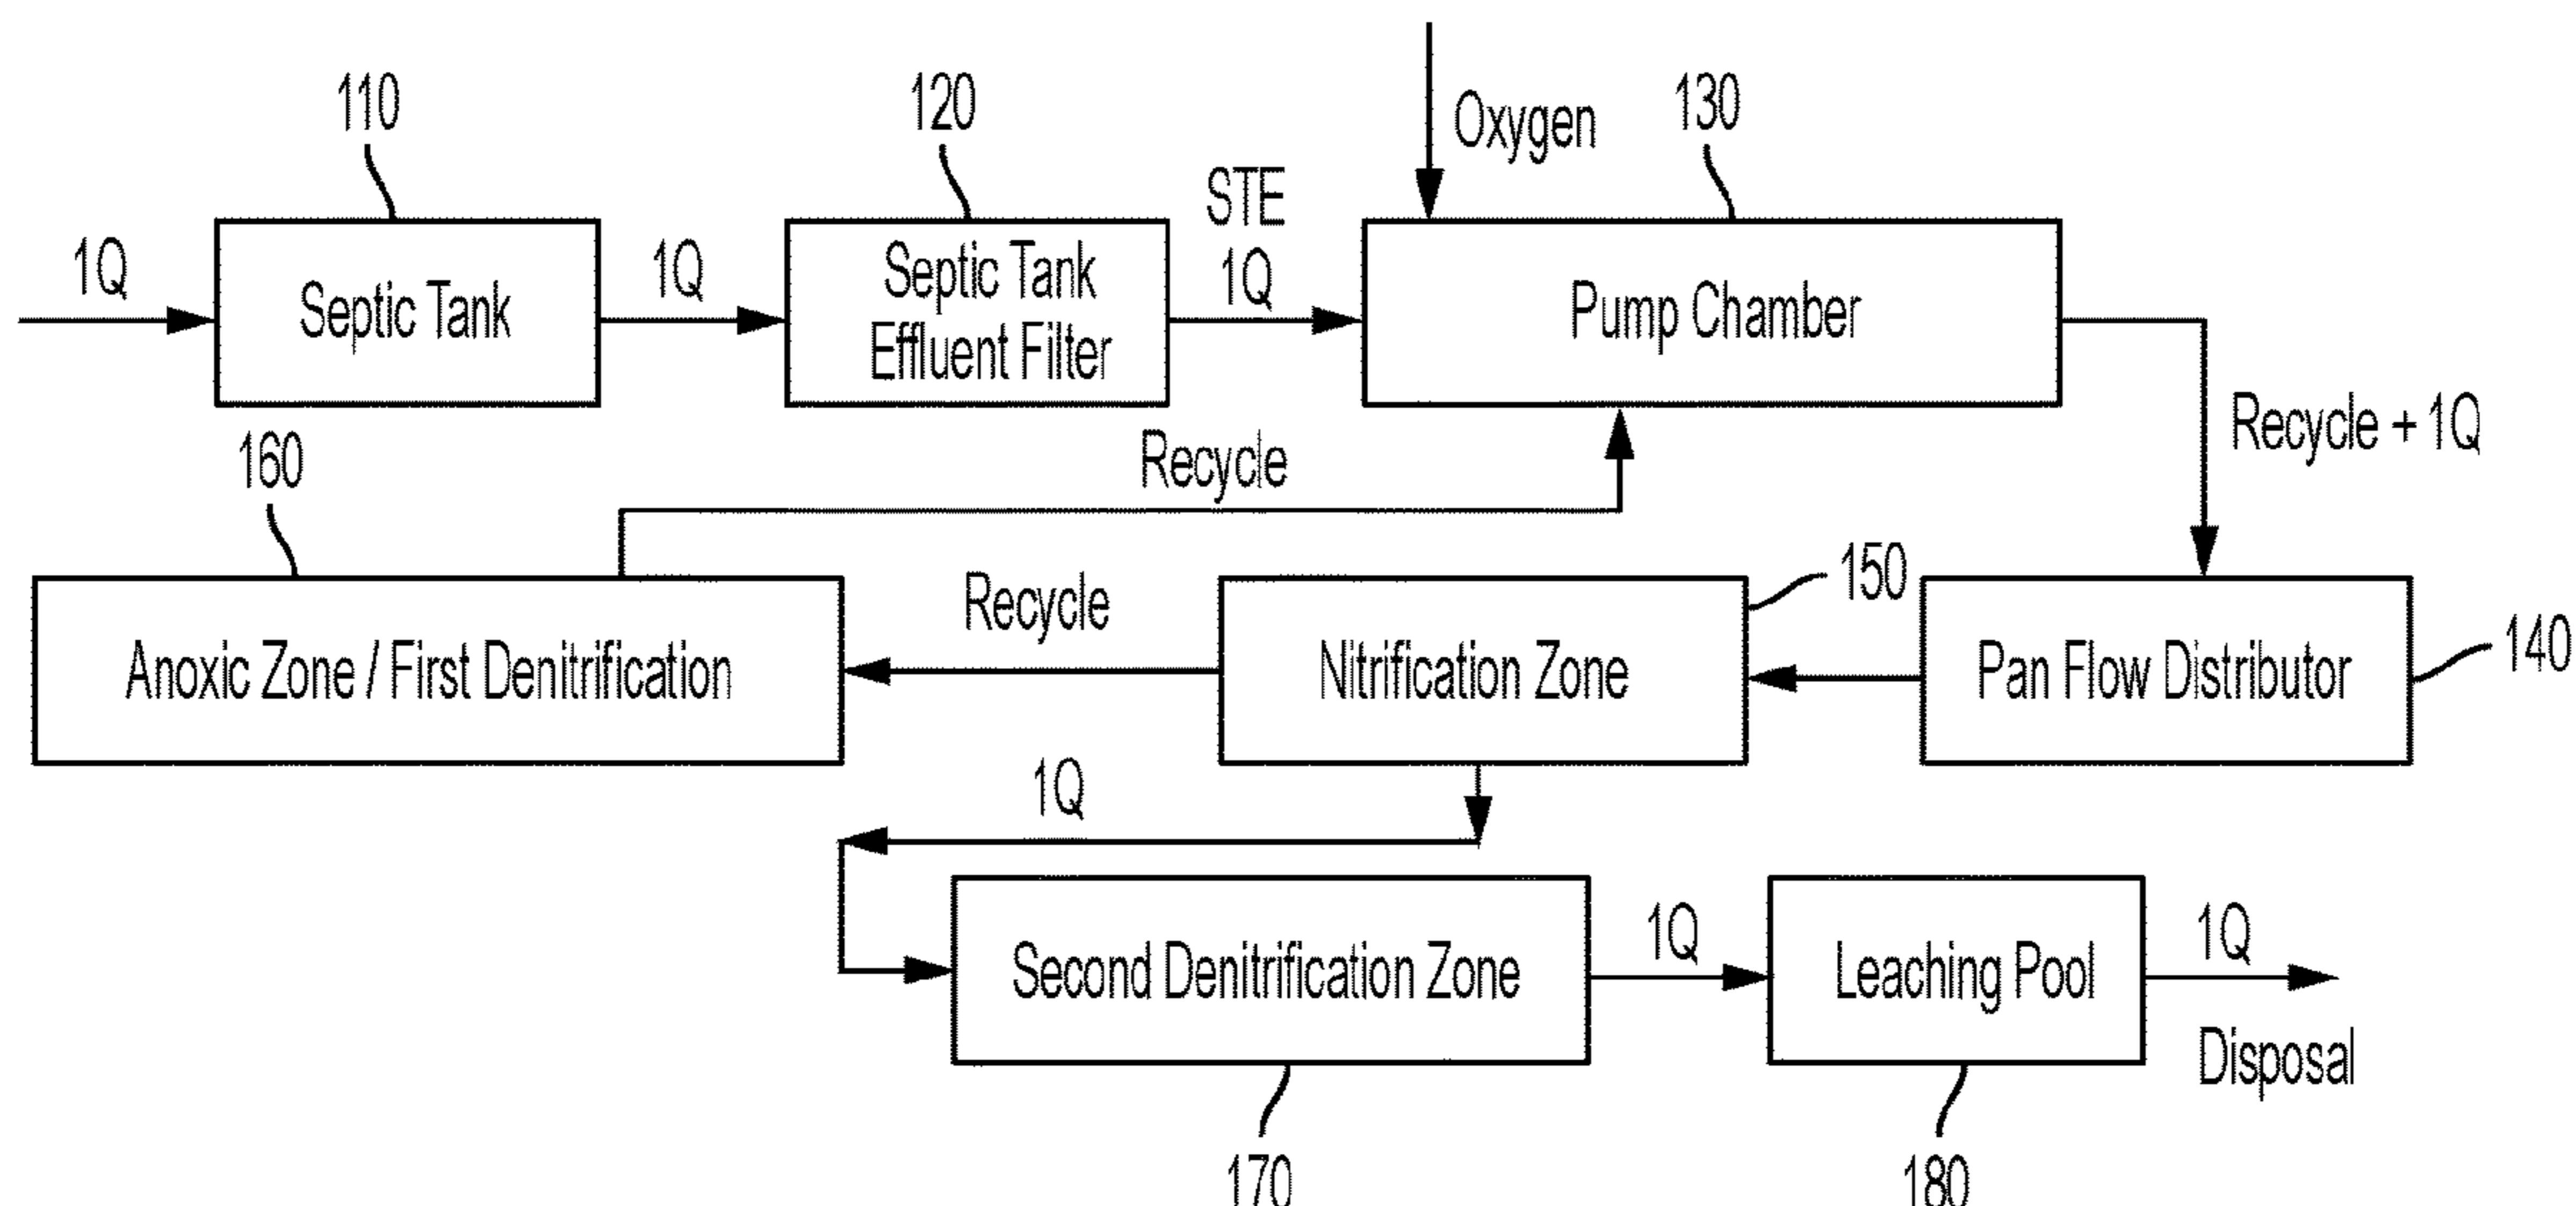 110
120
Oxygen
130
1Q
Septic Tank
1Q
Septic Tank
Effluent Filter
STE
1Q
Pump Chamber
Recycle + 1Q
160
Recycle
Anoxic Zone / First Denitrification
Recycle
Nitrification Zone
150
Pan Flow Distributor
140
1Q
Second Denitrification Zone
1Q
Leaching Pool
1Q
Disposal
170
180